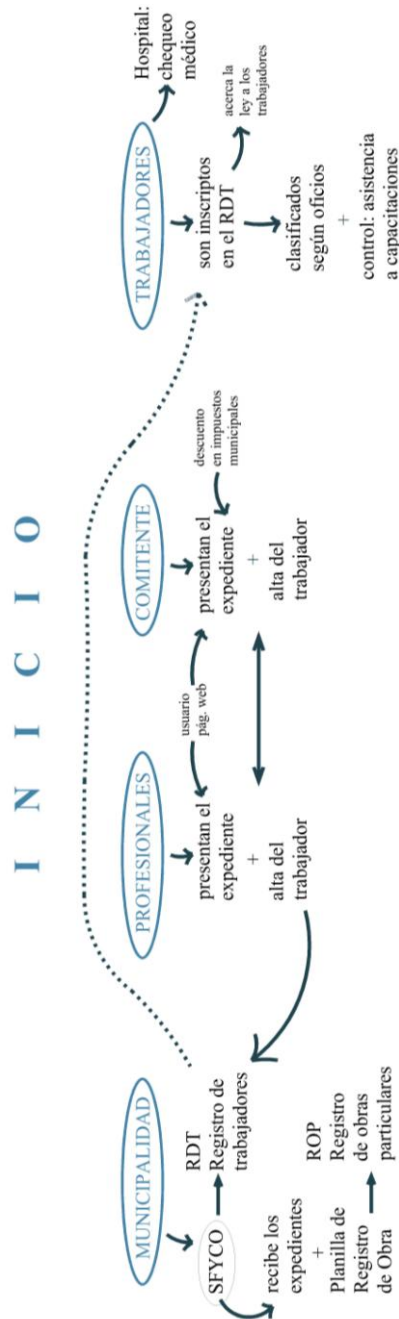 INICIO
MUNICIPALIDAD
SFYCO
RDT
Registro de
trabajadores
recibe los
expedientes
+
Planilla de
Registro
de Obra
ROP
Registro
de obras
particulares
PROFESIONALES
presentan el
expediente
+
alta del
trabajador
usuario
pág. web
COMITENTE
presentan el
expediente
+
alta del
trabajador
descuento
en impuestos
municipales
TRABAJADORES
Hospital:
chequeo
médico
son inscriptos
en el RDT
acerca la
ley a los
trabajadores
clasificados
según oficios
+
control: asistencia
a capacitaciones